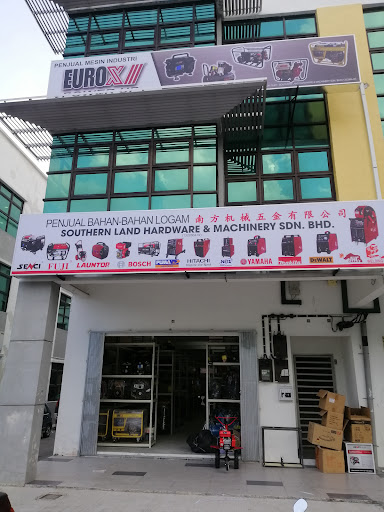 PENJUAL MESIN INDUSTRI
EUROX
PENJUAL BAHAN-BAHAN LOGAM 南方机械五金有限公司
SOUTHERN LAND HARDWARE & MACHINERY SDN. BHD.
SENCI FUJI LAUNTOP BOSCH HITACHI YAMAHA DEWALT